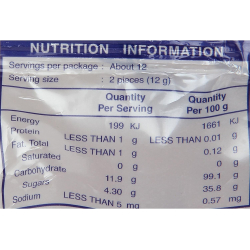 NUTRITION INFORMATION
Servings per package : About 12
Serving size : 2 pieces (12 g)
Quantity Per Serving Quantity Per 100 g
Energy 199 KJ 1661 KJ
Protein LESS THAN 1 g LESS THAN 0.01 g
Fat, Total LESS THAN 1 g 0.12 g
Saturated 0 g 0 g
Carbohydrate 11.9 g 99.1 g
Sugars 4.30 g 35.8 g
Sodium LESS THAN 5 mg 0.57 mg